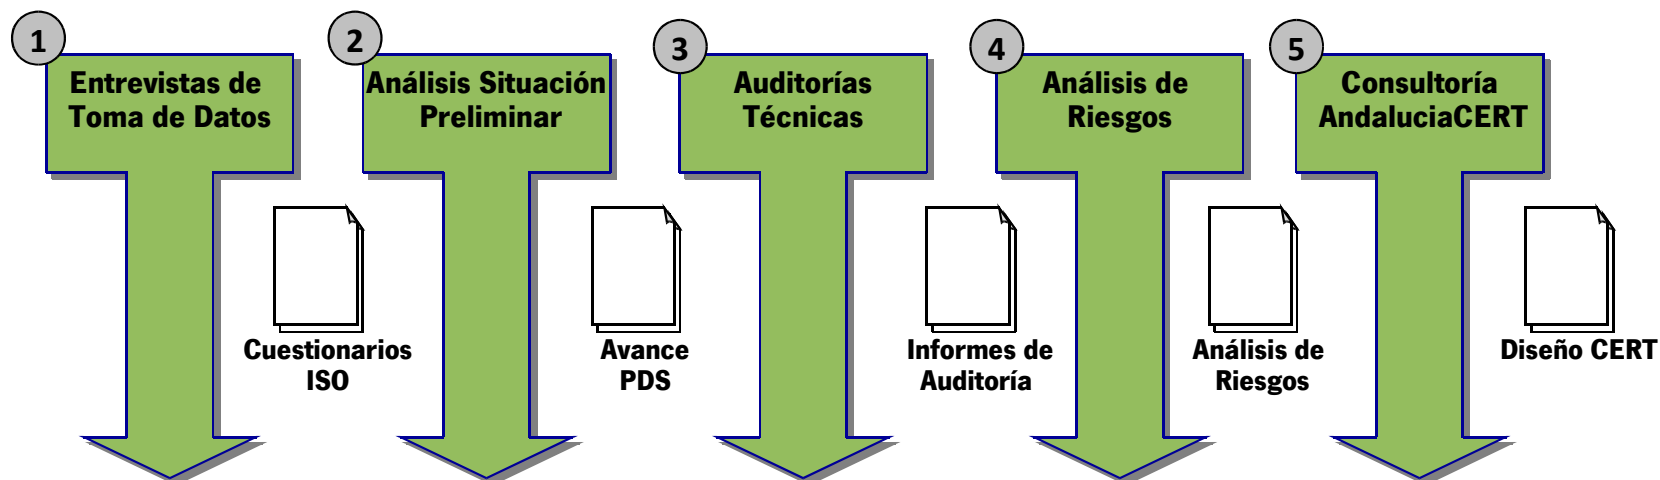 1
Entrevistas de
Toma de Datos
2
Análisis Situación
Preliminar
3
Auditorías
Técnicas
4
Análisis de
Riesgos
5
Consultoría
AndaluciaCERT
Cuestionarios
ISO
Avance
PDS
Informes de
Auditoría
Análisis de
Riesgos
Diseño CERT